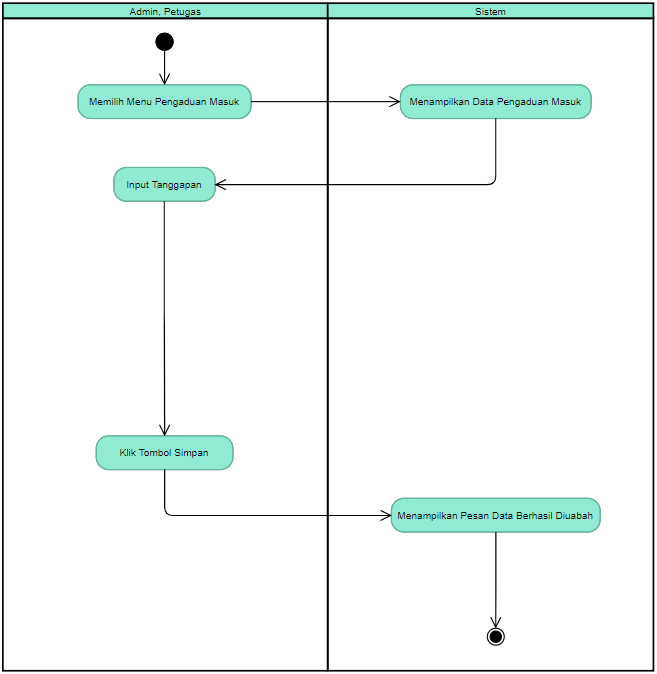 Admin, Petugas
Sistem
Memilih Menu Pengaduan Masuk
Menampilkan Data Pengaduan Masuk
Input Tanggapan
Klik Tombol Simpan
Menampilkan Pesan Data Berhasil Diuabah